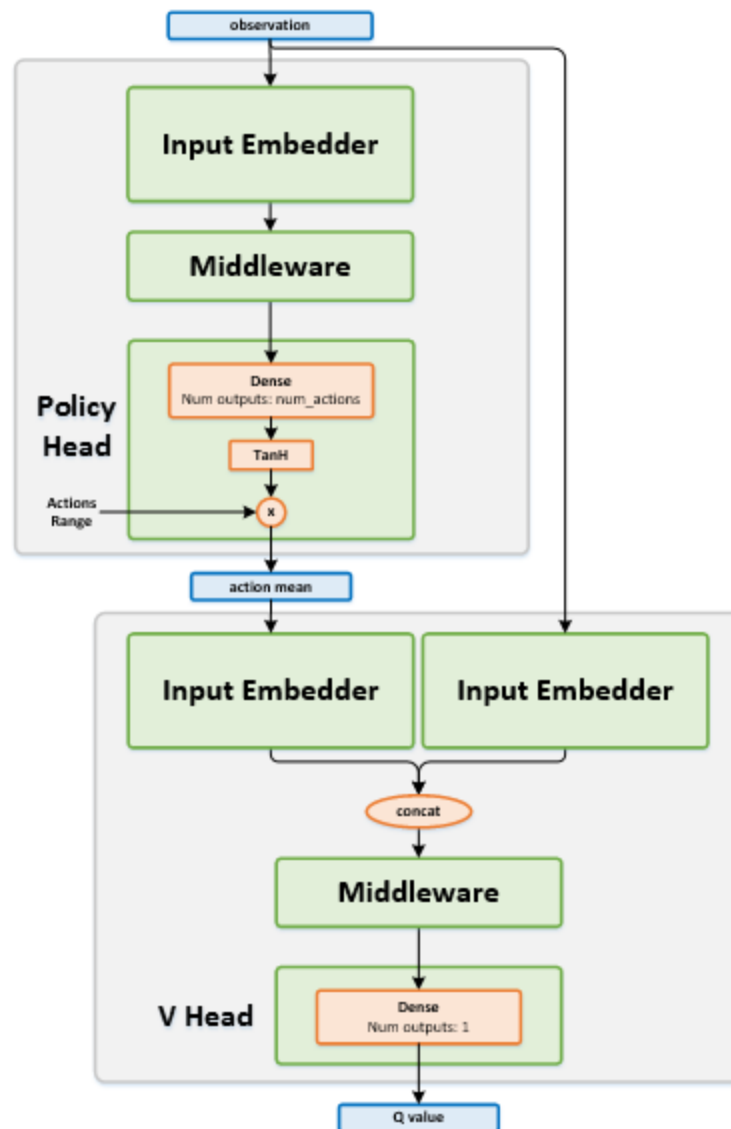 observation
Input Embedder
Middleware
Policy
Head
Dense
Num outputs: num_actions
TanH
Actions
Range
x
action mean
Input Embedder
Input Embedder
concat
Middleware
V Head
Dense
Num outputs: 1
Q value